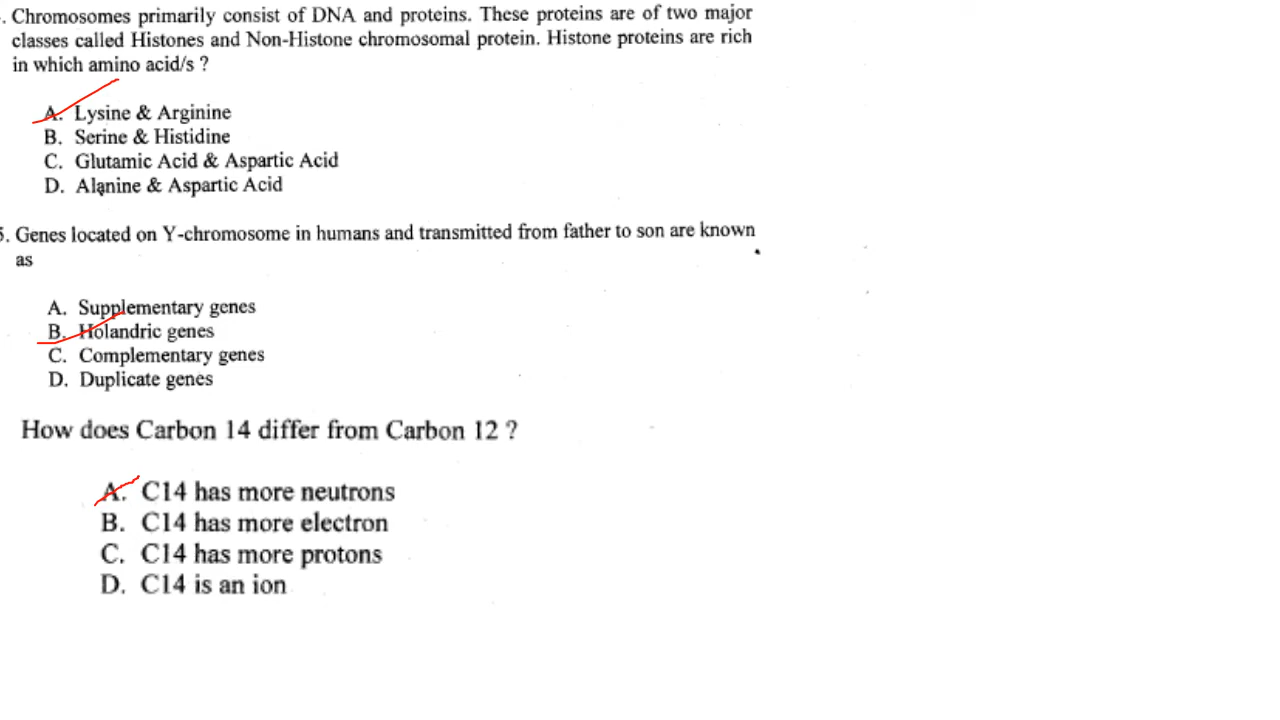 . Chromosomes primarily consist of DNA and proteins. These proteins are of two major
classes called Histones and Non-Histone chromosomal protein. Histone proteins are rich
in which amino acid/s ?
A. Lysine & Arginine
B. Serine & Histidine
C. Glutamic Acid & Aspartic Acid
D. Alanine & Aspartic Acid
5. Genes located on Y-chromosome in humans and transmitted from father to son are known
as
A. Supplementary genes
B. Holandric genes
C. Complementary genes
D. Duplicate genes
How does Carbon 14 differ from Carbon 12 ?
A. C14 has more neutrons
B. C14 has more electron
C. C14 has more protons
D. C14 is an ion